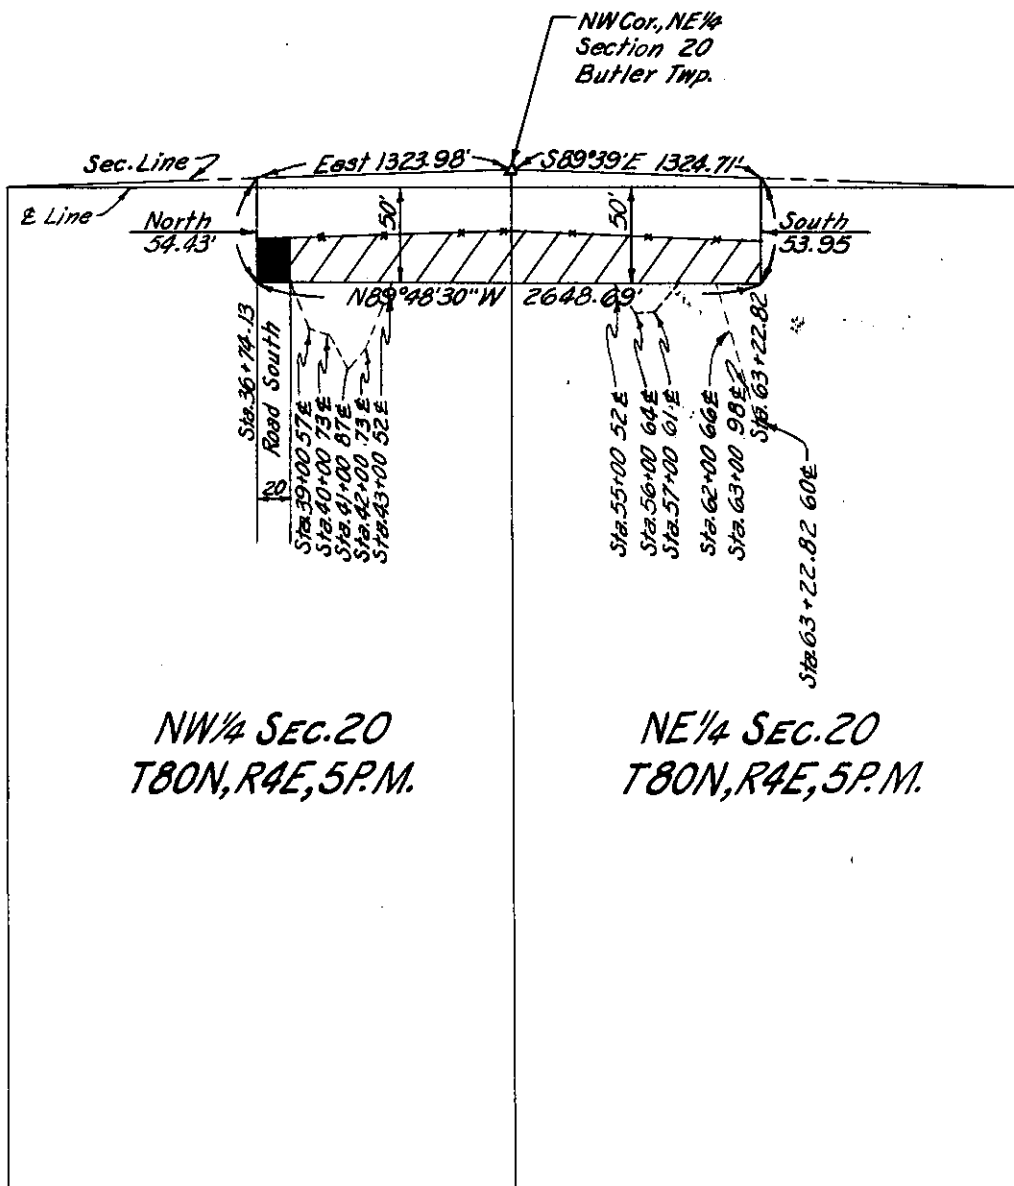 NW Cor., NE¼
Section 20
Butler Twp.
Sec. Line
East 1323.98'
S89°39'E 1324.71'
℄ Line
North
54.43'
50'
50'
South
53.95
N89°48'30"W 2648.69'
Sta. 36+74.13
Road South
20
Sta. 39+00 57℄
Sta. 40+00 73℄
Sta. 41+00 87℄
Sta. 42+00 73℄
Sta. 43+00 52℄
Sta. 55+00 52℄
Sta. 56+00 64℄
Sta. 57+00 61℄
Sta. 62+00 66℄
Sta. 63+00 98℄
Sta. 63+22.82
Sta. 63+22.82 60℄
NW¼ SEC. 20
T80N, R4E, 5P.M.
NE¼ SEC. 20
T80N, R4E, 5P.M.